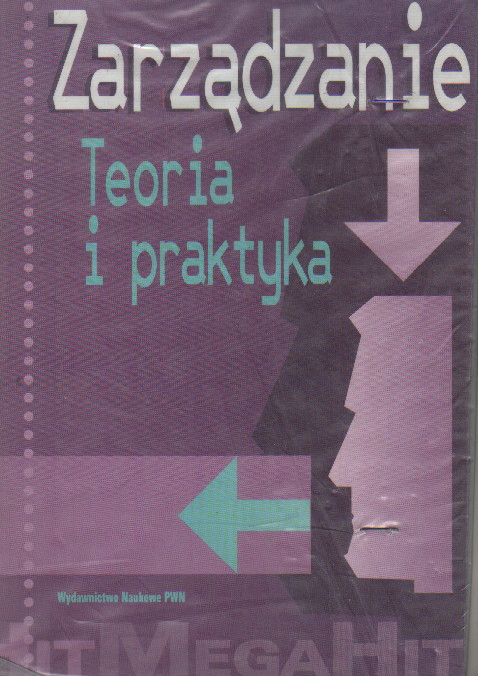 Zarządzanie
Teoria
i praktyka
Wydawnictwo Naukowe PWN
HIT MEGAHIT